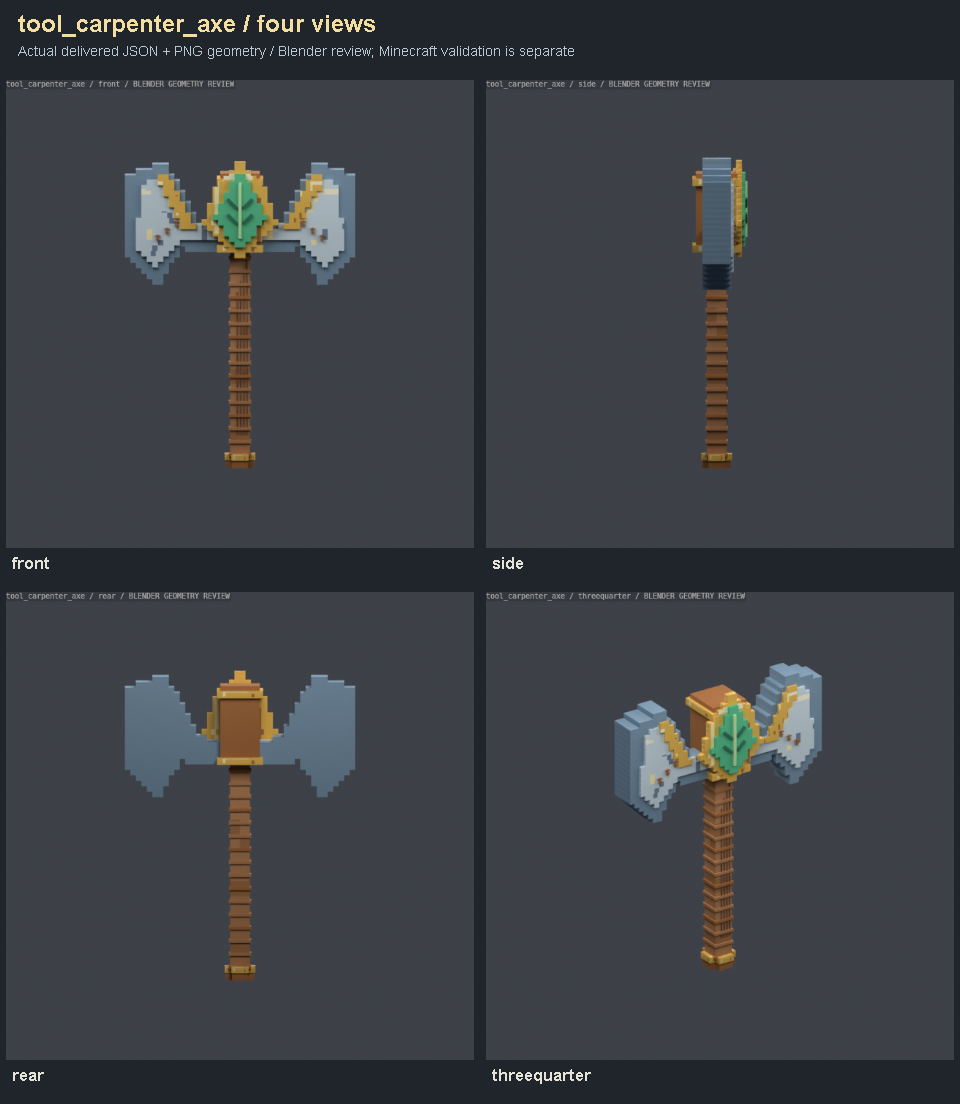 tool_carpenter_axe / four views
Actual delivered JSON + PNG geometry / Blender review; Minecraft validation is separate
tool_carpenter_axe / front / BLENDER GEOMETRY REVIEW
tool_carpenter_axe / side / BLENDER GEOMETRY REVIEW
front
side
tool_carpenter_axe / rear / BLENDER GEOMETRY REVIEW
tool_carpenter_axe / threequarter / BLENDER GEOMETRY REVIEW
rear
threequarter